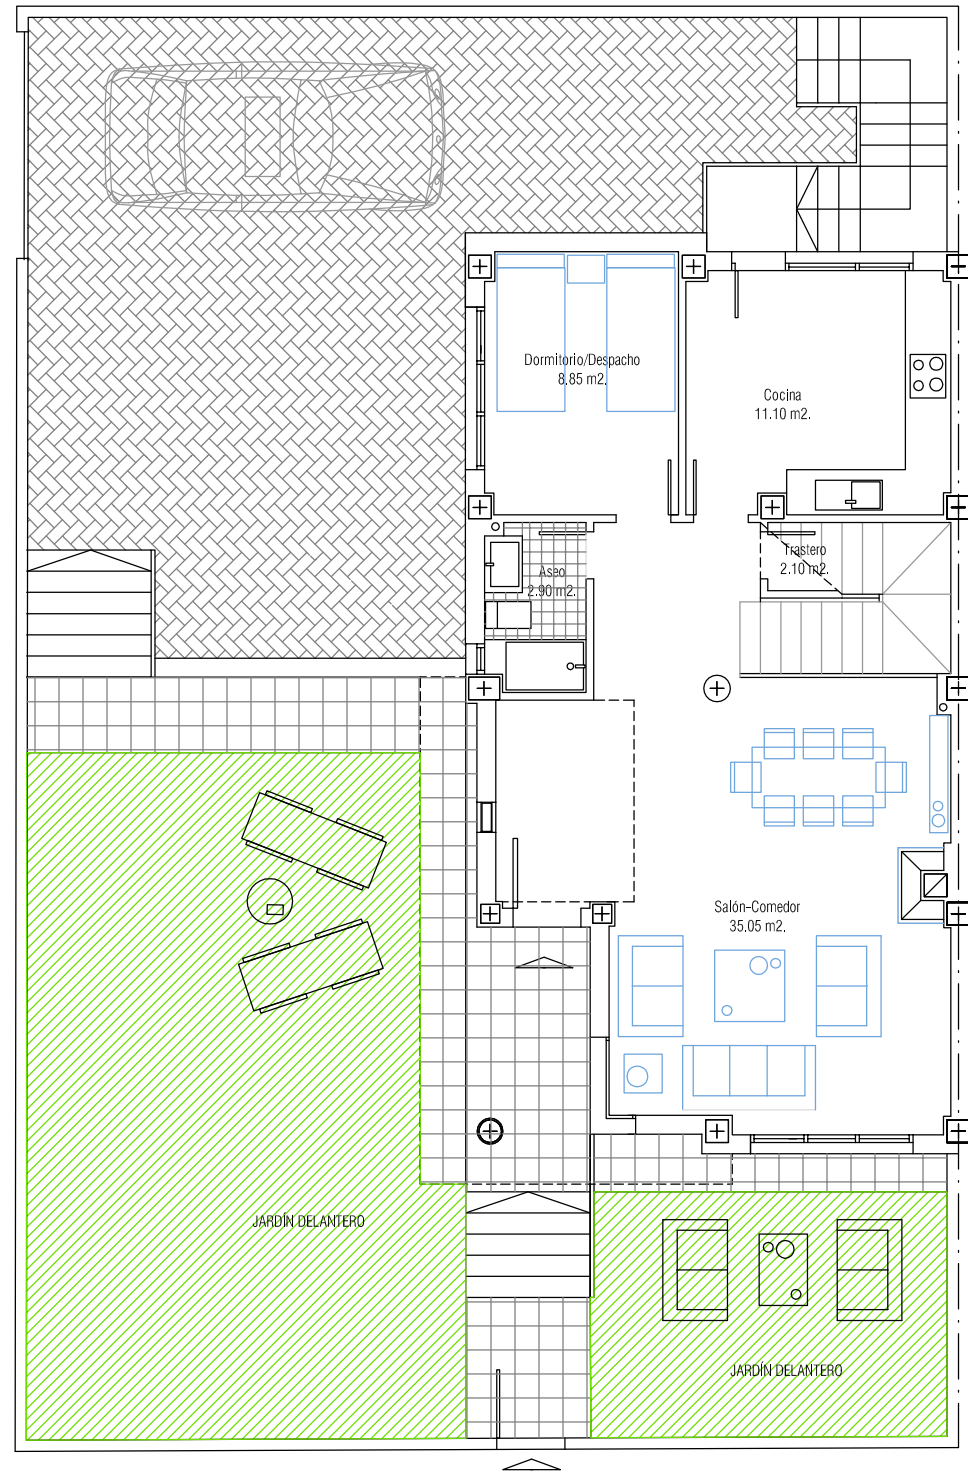 Dormitorio/Despacho
8.85 m2.
Cocina
11.10 m2.
Trastero
2.10 m2.
Aseo
2.90 m2.
Salón-Comedor
35.05 m2.
JARDÍN DELANTERO
JARDÍN DELANTERO